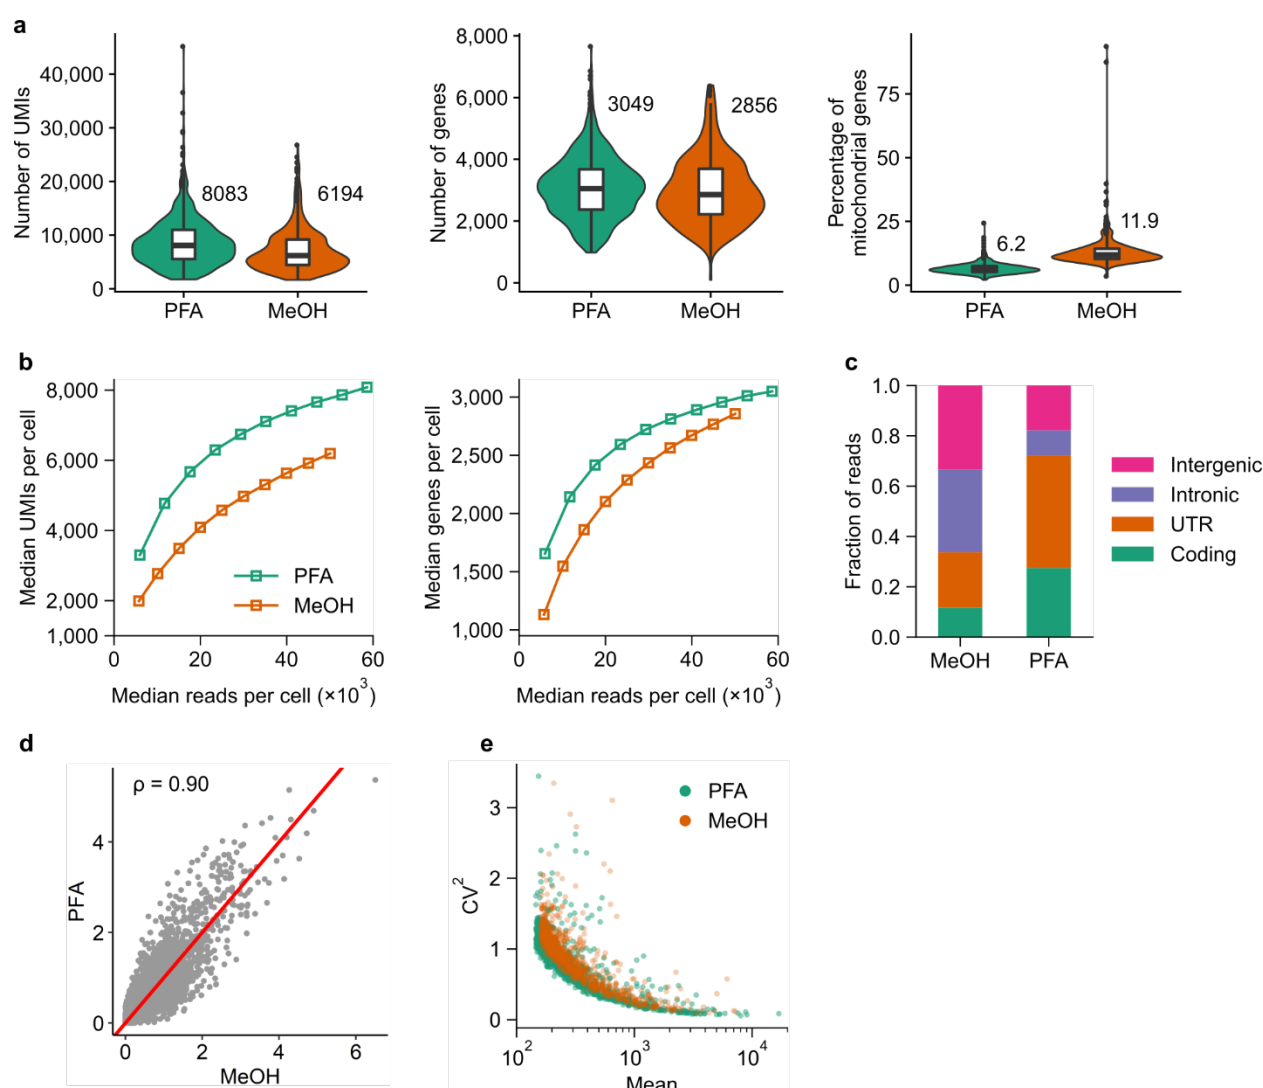 a
Number of UMIs
40,000
30,000
20,000
10,000
0
8083
6194
PFA
MeOH
Number of genes
8,000
6,000
4,000
2,000
0
3049
2856
PFA
MeOH
Percentage of
mitochondrial genes
75
50
25
0
6.2
11.9
PFA
MeOH
b
Median UMIs per cell
8,000
6,000
4,000
2,000
1,000
PFA
MeOH
0
20
40
60
Median reads per cell (×10³)
Median genes per cell
3,000
2,500
2,000
1,500
1,000
0
20
40
60
Median reads per cell (×10³)
c
Fraction of reads
1.0
0.8
0.6
0.4
0.2
0.0
MeOH
PFA
Intergenic
Intronic
UTR
Coding
d
ρ = 0.90
PFA
4
2
0
0
2
4
6
MeOH
e
PFA
MeOH
CV²
3
2
1
0
10²
10³
10⁴
Mean